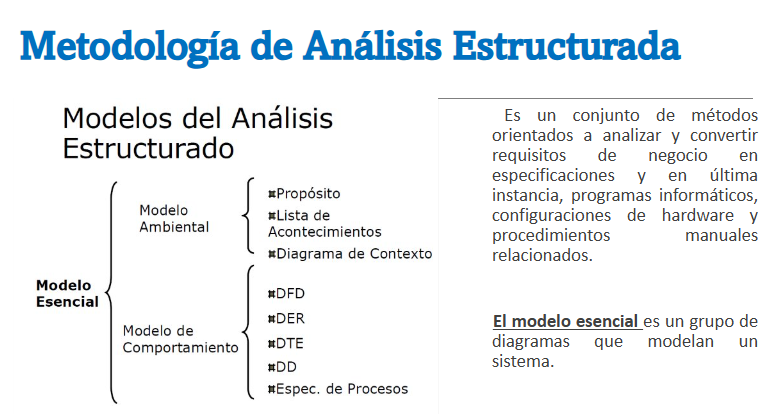 Metodología de Análisis Estructurada
Modelos del Análisis
Estructurado
Modelo
Esencial
Modelo
Ambiental
Propósito
Lista de
Acontecimientos
Diagrama de Contexto
Modelo de
Comportamiento
DFD
DER
DTE
DD
Espec. de Procesos
Es un conjunto de métodos
orientados a analizar y convertir
requisitos de negocio en
especificaciones y en última
instancia, programas informáticos,
configuraciones de hardware y
procedimientos manuales
relacionados.
El modelo esencial es un grupo de
diagramas que modelan un
sistema.